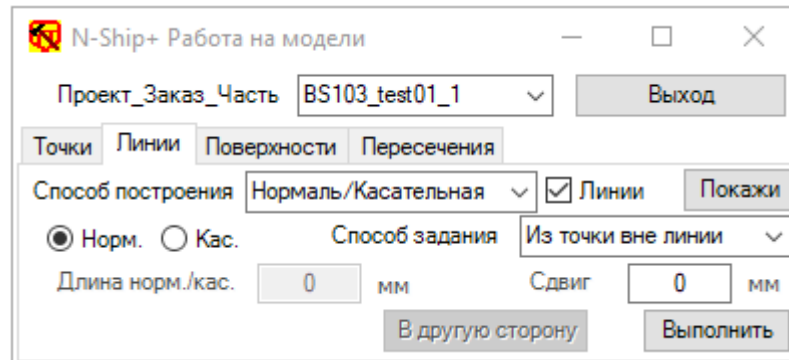 N-Ship+ Работа на модели
Проект_Заказ_Часть BS103_test01_1 Выход
Точки Линии Поверхности Пересечения
Способ построения Нормаль/Касательная Линии Покажи
Норм. Кас. Способ задания Из точки вне линии
Длина норм./кас. 0 мм Сдвиг 0 мм
В другую сторону Выполнить